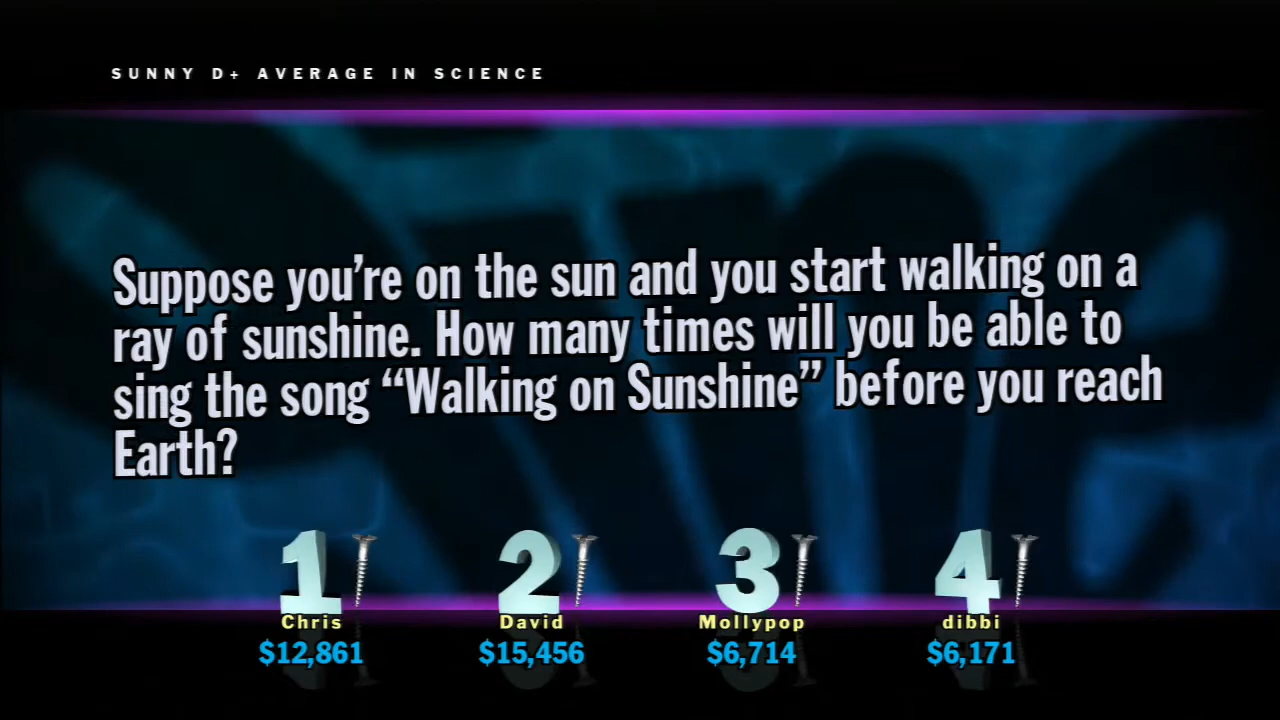 SUNNY D+ AVERAGE IN SCIENCE
Suppose you're on the sun and you start walking on a
ray of sunshine. How many times will you be able to
sing the song “Walking on Sunshine” before you reach
Earth?
1 2 3 4
Chris David Mollypop dibbi
$12,861 $15,456 $6,714 $6,171